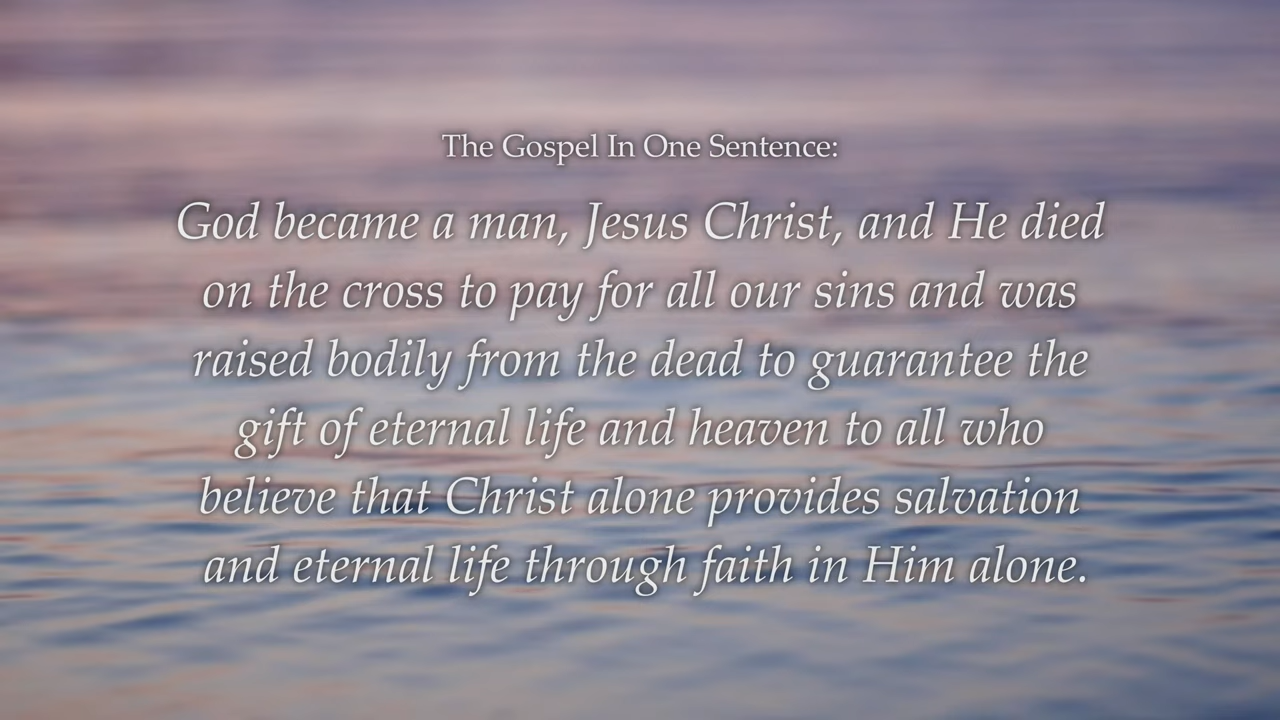 The Gospel In One Sentence:
God became a man, Jesus Christ, and He died
on the cross to pay for all our sins and was
raised bodily from the dead to guarantee the
gift of eternal life and heaven to all who
believe that Christ alone provides salvation
and eternal life through faith in Him alone.